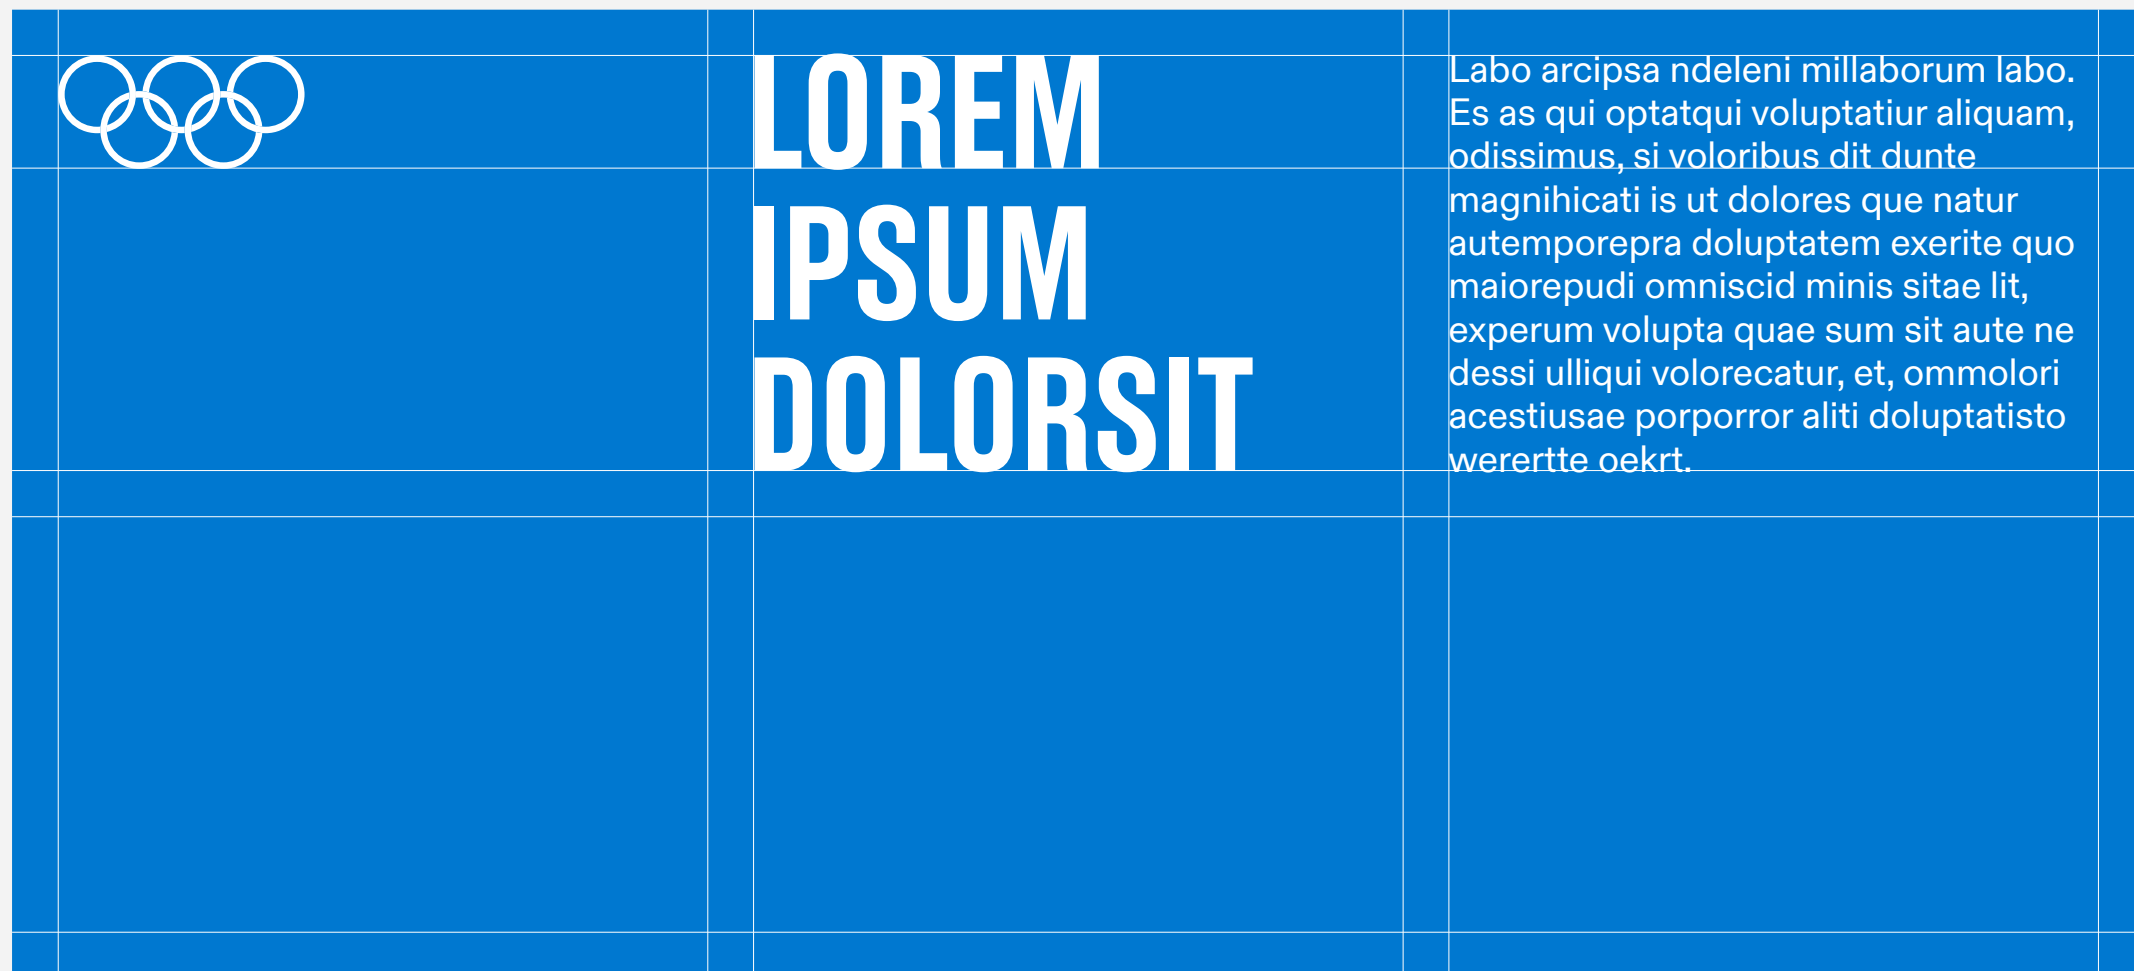 LOREM
IPSUM
DOLORSIT
Labo arcipsa ndeleni millaborum labo.
Es as qui optatqui voluptatiur aliquam,
odissimus, si voloribus dit dunte
magnihicati is ut dolores que natur
autemporepra doluptatem exerite quo
maiorepudi omniscid minis sitae lit,
experum volupta quae sum sit aute ne
dessi ulliqui volorecatur, et, ommolori
acestiusae porporror aliti doluptatisto
werertte oekrt.